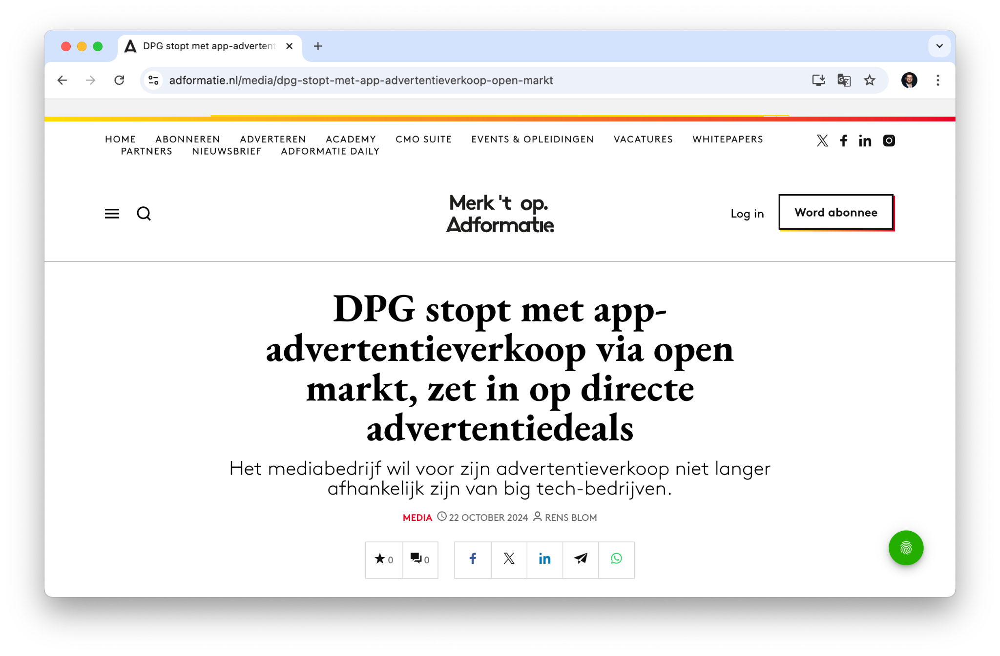 DPG stopt met app-advertent
adformatie.nl/media/dpg-stopt-met-app-advertentieverkoop-open-markt
HOME ABONNEREN ADVERTEREN ACADEMY CMO SUITE EVENTS & OPLEIDINGEN VACATURES WHITEPAPERS
PARTNERS NIEUWSBRIEF ADFORMATIE DAILY
Merk 't op.
Adformatie.
Log in
Word abonnee
DPG stopt met app-
advertentieverkoop via open
markt, zet in op directe
advertentiedeals
Het mediabedrijf wil voor zijn advertentieverkoop niet langer
afhankelijk zijn van big tech-bedrijven.
MEDIA 22 OCTOBER 2024 RENS BLOM
0 0